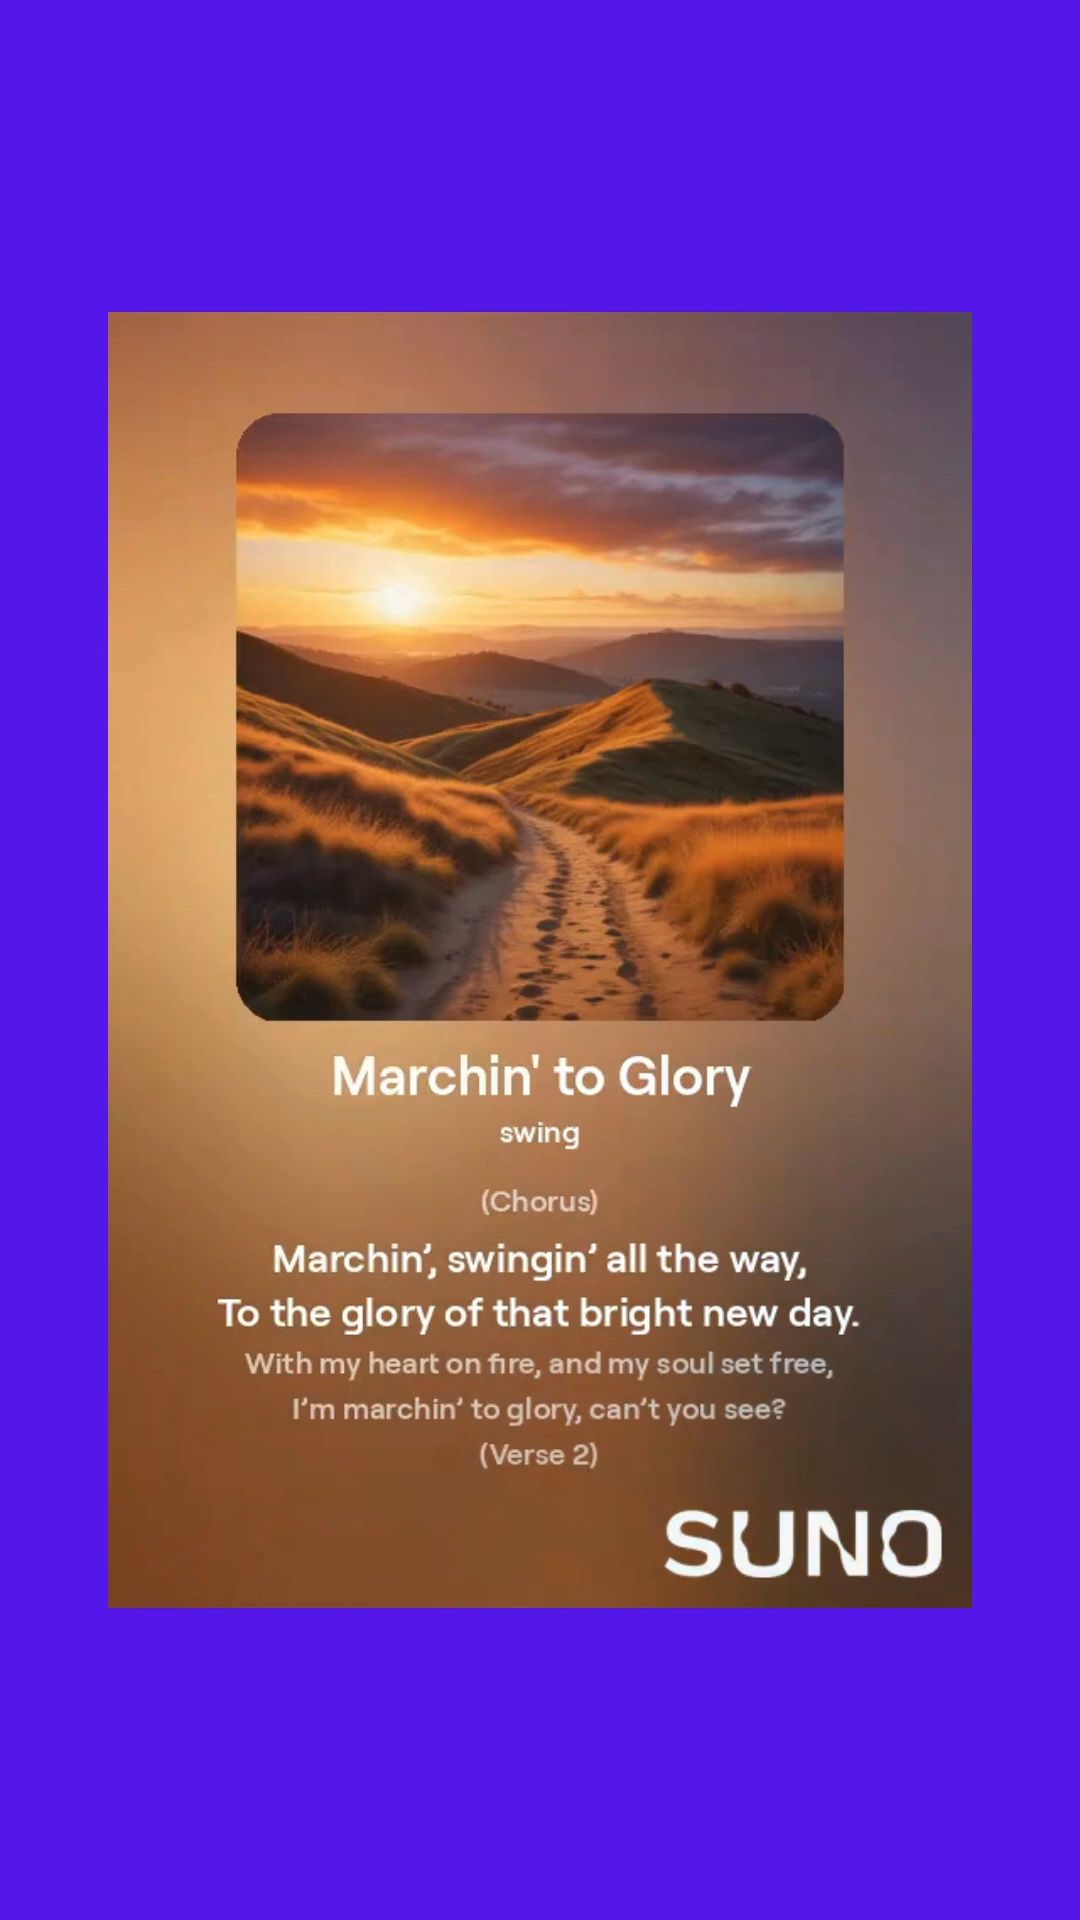 Marchin' to Glory
swing
(Chorus)
Marchin’, swingin’ all the way,
To the glory of that bright new day.
With my heart on fire, and my soul set free,
I’m marchin’ to glory, can’t you see?
(Verse 2)
SUNO